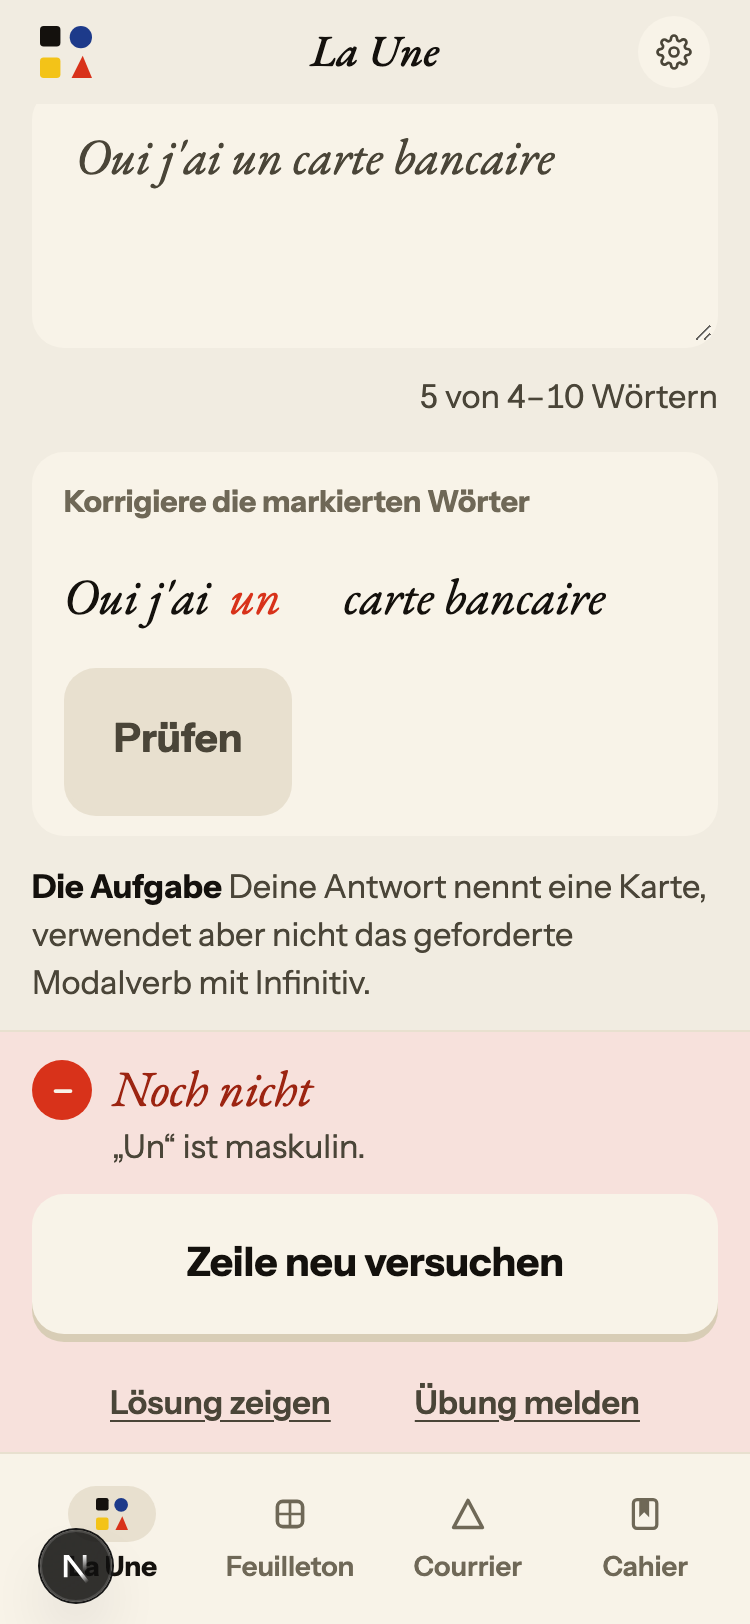 La Une
Oui j'ai un carte bancaire
5 von 4–10 Wörtern
Korrigiere die markierten Wörter
Oui j'ai un carte bancaire
Prüfen
Die Aufgabe Deine Antwort nennt eine Karte,
verwendet aber nicht das geforderte
Modalverb mit Infinitiv.
Noch nicht
„Un“ ist maskulin.
Zeile neu versuchen
Lösung zeigen Übung melden
La Une Feuilleton Courrier Cahier
N